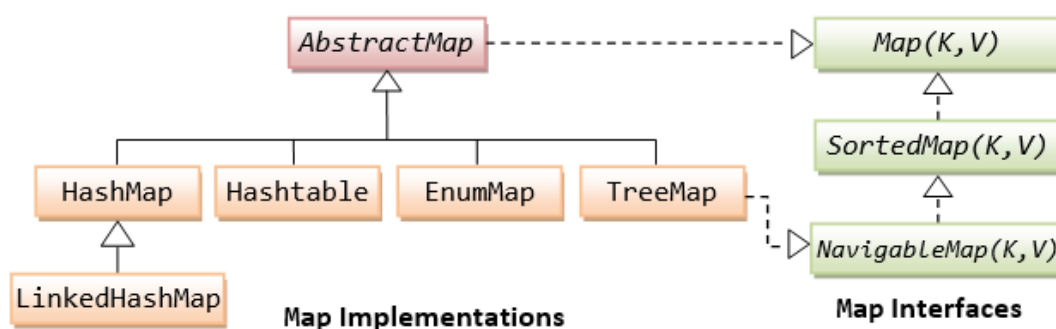 AbstractMap
Map(K,V)
SortedMap(K,V)
HashMap
Hashtable
EnumMap
TreeMap
NavigableMap(K,V)
LinkedHashMap
Map Implementations
Map Interfaces